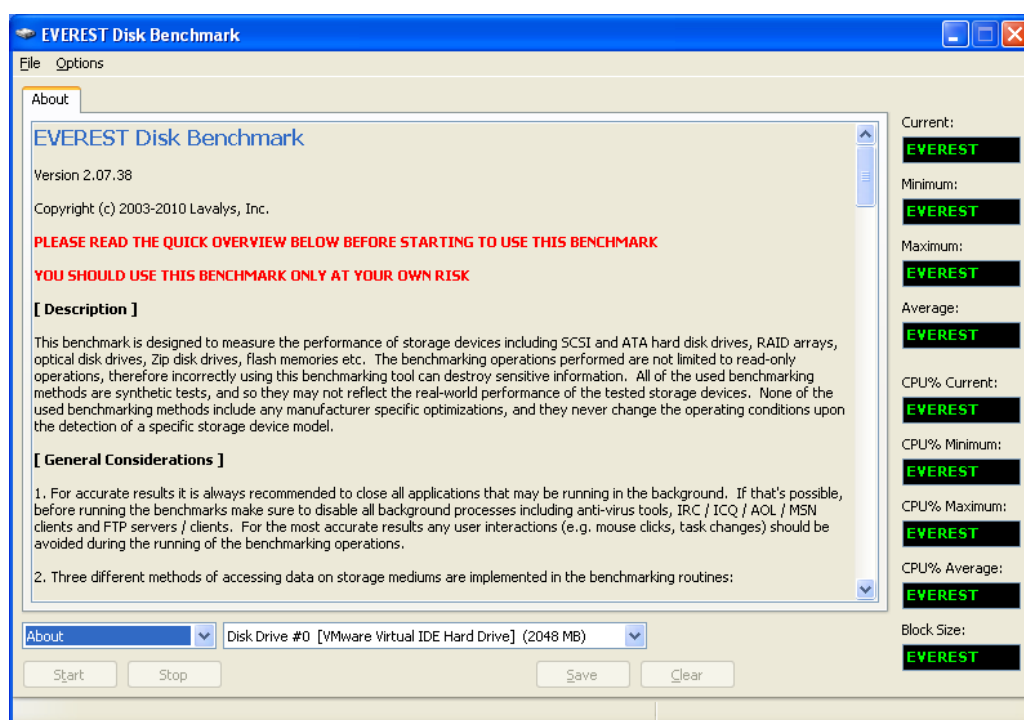 EVEREST Disk Benchmark
File Options
About
EVEREST Disk Benchmark
Version 2.07.38
Copyright (c) 2003-2010 Lavalys, Inc.
PLEASE READ THE QUICK OVERVIEW BELOW BEFORE STARTING TO USE THIS BENCHMARK
YOU SHOULD USE THIS BENCHMARK ONLY AT YOUR OWN RISK
[ Description ]
This benchmark is designed to measure the performance of storage devices including SCSI and ATA hard disk drives, RAID arrays,
optical disk drives, Zip disk drives, flash memories etc. The benchmarking operations performed are not limited to read-only
operations, therefore incorrectly using this benchmarking tool can destroy sensitive information. All of the used benchmarking
methods are synthetic tests, and so they may not reflect the real-world performance of the tested storage devices. None of the
used benchmarking methods include any manufacturer specific optimizations, and they never change the operating conditions upon
the detection of a specific storage device model.
[ General Considerations ]
1. For accurate results it is always recommended to close all applications that may be running in the background. If that's possible,
before running the benchmarks make sure to disable all background processes including anti-virus tools, IRC / ICQ / AOL / MSN
clients and FTP servers / clients. For the most accurate results any user interactions (e.g. mouse clicks, task changes) should be
avoided during the running of the benchmarking operations.
2. Three different methods of accessing data on storage mediums are implemented in the benchmarking routines:
About
Disk Drive #0 [VMware Virtual IDE Hard Drive] (2048 MB)
Start
Stop
Save
Clear
Current:
EVEREST
Minimum:
EVEREST
Maximum:
EVEREST
Average:
EVEREST
CPU% Current:
EVEREST
CPU% Minimum:
EVEREST
CPU% Maximum:
EVEREST
CPU% Average:
EVEREST
Block Size:
EVEREST